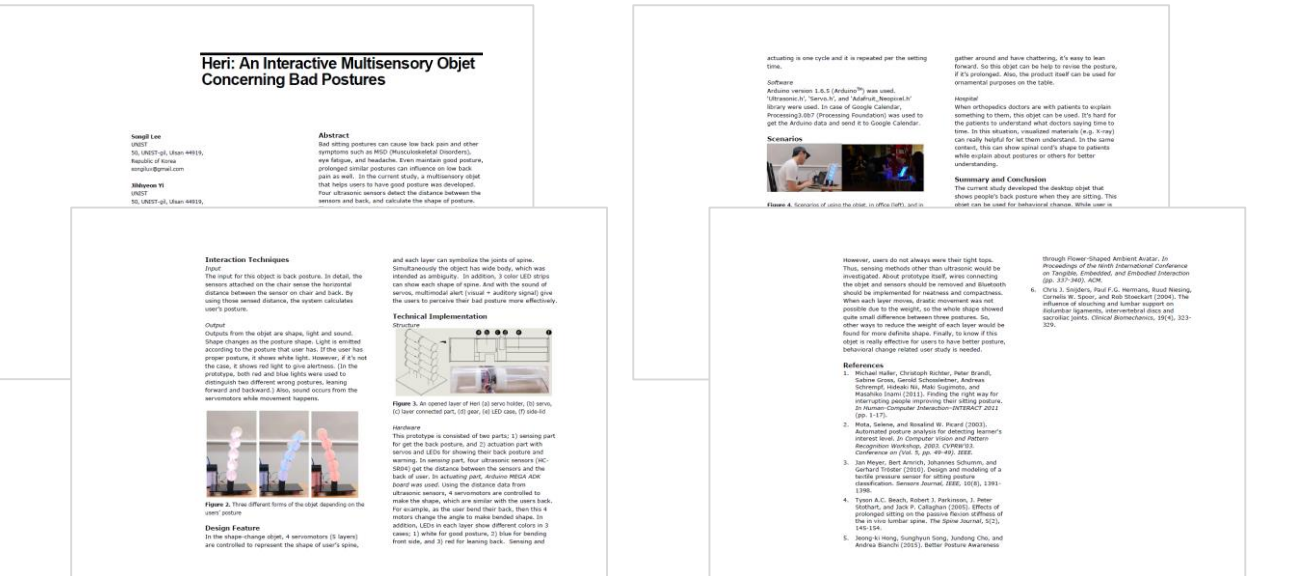 Heri: An Interactive Multisensory Objet
Concerning Bad Postures
Songil Lee
UNIST
50, UNIST-gil, Ulsan 44919,
Republic of Korea
songilux@gmail.com
UNIST
50, UNIST-gil, Ulsan 44919,
Abstract
Bad sitting postures can cause low back pain and other
symptoms such as MSD (Musculoskeletal Disorders),
eye fatigue, and headache. Even maintain good posture,
prolonged similar postures can influence on low back
pain as well. In the current study, a multisensory objet
that helps users to have good posture was developed.
Four ultrasonic sensors detect the distance between the
sensors and back, and calculate the shape of posture.
Interaction Techniques
Input
The input for this object is back posture. In detail, the
sensors attached on the chair sense the horizontal
distance between the sensor on chair and back. By
using those sensed distance, the system calculates
user's posture.
Output
Outputs from the objet are shape, light and sound.
Shape changes as the posture shape. Light is emitted
according to the posture that user has. If the user has
proper posture, it shows white light. However, if it's not
the case, it shows red light to give alertness. (In the
prototype, both red and blue lights were used to
distinguish two different wrong postures, leaning
forward and backward.) Also, sound occurs from the
servomotors while movement happens.
Figure 2. Three different forms of the objet depending on the
users' posture
Design Feature
In the shape-change objet, 4 servomotors (5 layers)
are controlled to represent the shape of user's spine,
and each layer can symbolize the joints of spine.
Simultaneously the object has wide body, which was
intended as ambiguity. In addition, 3 color LED strips
can show each shape of spine. And with the sound of
servos, multimodal alert (visual + auditory signal) give
the users to perceive their bad posture more effectively.
Technical Implementation
Structure
Figure 3. An opened layer of Heri (a) servo holder, (b) servo,
(c) layer connected part, (d) gear, (e) LED case, (f) side-lid
Hardware
This prototype is consisted of two parts; 1) sensing part
for get the back posture, and 2) actuation part with
servos and LEDs for showing their back posture and
warning. In sensing part, four ultrasonic sensors (HC-
SR04) get the distance between the sensors and the
back of user. In actuating part, Arduino MEGA ADK
board was used. Using the distance data from
ultrasonic sensors, 4 servomotors are controlled to
make the shape, which are similar with the users back.
For example, as the user bend their back, then this 4
motors change the angle to make bended shape. In
addition, LEDs in each layer show different colors in 3
cases; 1) white for good posture, 2) blue for bending
front side, and 3) red for leaning back. Sensing and
actuating is one cycle and it is repeated per the setting
time.
Software
Arduino version 1.6.5 (Arduino™) was used.
'Ultrasonic.h', 'Servo.h', and 'Adafruit_Neopixel.h'
library were used. In case of Google Calendar,
Processing3.0b7 (Processing Foundation) was used to
get the Arduino data and send it to Google Calendar.
Scenarios
Figure 4. Scenarios of using the objet, in office (left), and in
gather around and have chattering, it's easy to lean
forward. So this objet can be help to revise the posture,
if it's prolonged. Also, the product itself can be used for
ornamental purposes on the table.
Hospital
When orthopedics doctors are with patients to explain
something to them, this objet can be used. It's hard for
the patients to understand what doctors saying time to
time. In this situation, visualized materials (e.g. X-ray)
can really helpful for let them understand. In the same
context, this can show spinal cord's shape to patients
while explain about postures or others for better
understanding.
Summary and Conclusion
The current study developed the desktop objet that
shows people's back posture when they are sitting. This
objet can be used for behavioral change. While user is
However, users do not always were their tight tops.
Thus, sensing methods other than ultrasonic would be
investigated. About prototype itself, wires connecting
the objet and sensors should be removed and Bluetooth
should be implemented for neatness and compactness.
When each layer moves, drastic movement was not
possible due to the weight, so the whole shape showed
quite small difference between three postures. So,
other ways to reduce the weight of each layer would be
found for more definite shape. Finally, to know if this
objet is really effective for users to have better posture,
behavioral change related user study is needed.
References
1. Michael Haller, Christoph Richter, Peter Brandl,
Sabine Gross, Gerold Schossleitner, Andreas
Schrempf, Hideaki Nii, Maki Sugimoto, and
Masahiko Inami (2011). Finding the right way for
interrupting people improving their sitting posture.
In Human-Computer Interaction–INTERACT 2011
(pp. 1-17).
2. Mota, Selene, and Rosalind W. Picard (2003).
Automated posture analysis for detecting learner's
interest level. In Computer Vision and Pattern
Recognition Workshop, 2003. CVPRW'03.
Conference on (Vol. 5, pp. 49-49). IEEE.
3. Jan Meyer, Bert Arnrich, Johannes Schumm, and
Gerhard Tröster (2010). Design and modeling of a
textile pressure sensor for sitting posture
classification. Sensors Journal, IEEE, 10(8), 1391-
1398.
4. Tyson A.C. Beach, Robert J. Parkinson, J. Peter
Stothart, and Jack P. Callaghan (2005). Effects of
prolonged sitting on the passive flexion stiffness of
the in vivo lumbar spine. The Spine Journal, 5(2),
145-154.
5. Jeong-ki Hong, Sunghyun Song, Jundong Cho, and
Andrea Bianchi (2015). Better Posture Awareness
through Flower-Shaped Ambient Avatar. In
Proceedings of the Ninth International Conference
on Tangible, Embedded, and Embodied Interaction
(pp. 337-340). ACM.
6. Chris J. Snijders, Paul F.G. Hermans, Ruud Niesing,
Cornelis W. Spoor, and Rob Stoeckart (2004). The
influence of slouching and lumbar support on
iliolumbar ligaments, intervertebral discs and
sacroiliac joints. Clinical Biomechanics, 19(4), 323-
329.